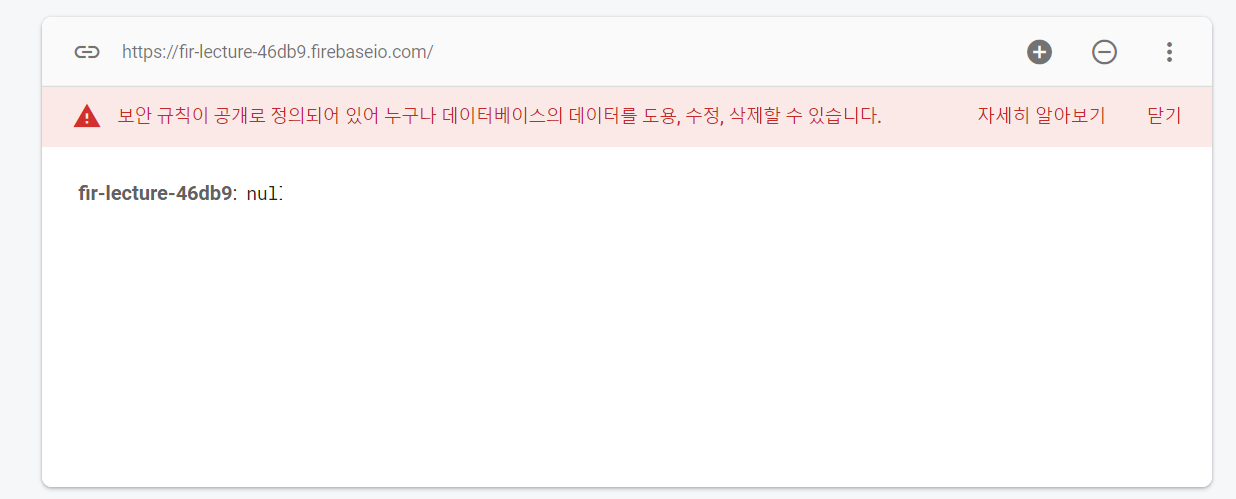 https://fir-lecture-46db9.firebaseio.com/
보안 규칙이 공개로 정의되어 있어 누구나 데이터베이스의 데이터를 도용, 수정, 삭제할 수 있습니다. 자세히 알아보기 닫기
fir-lecture-46db9: null